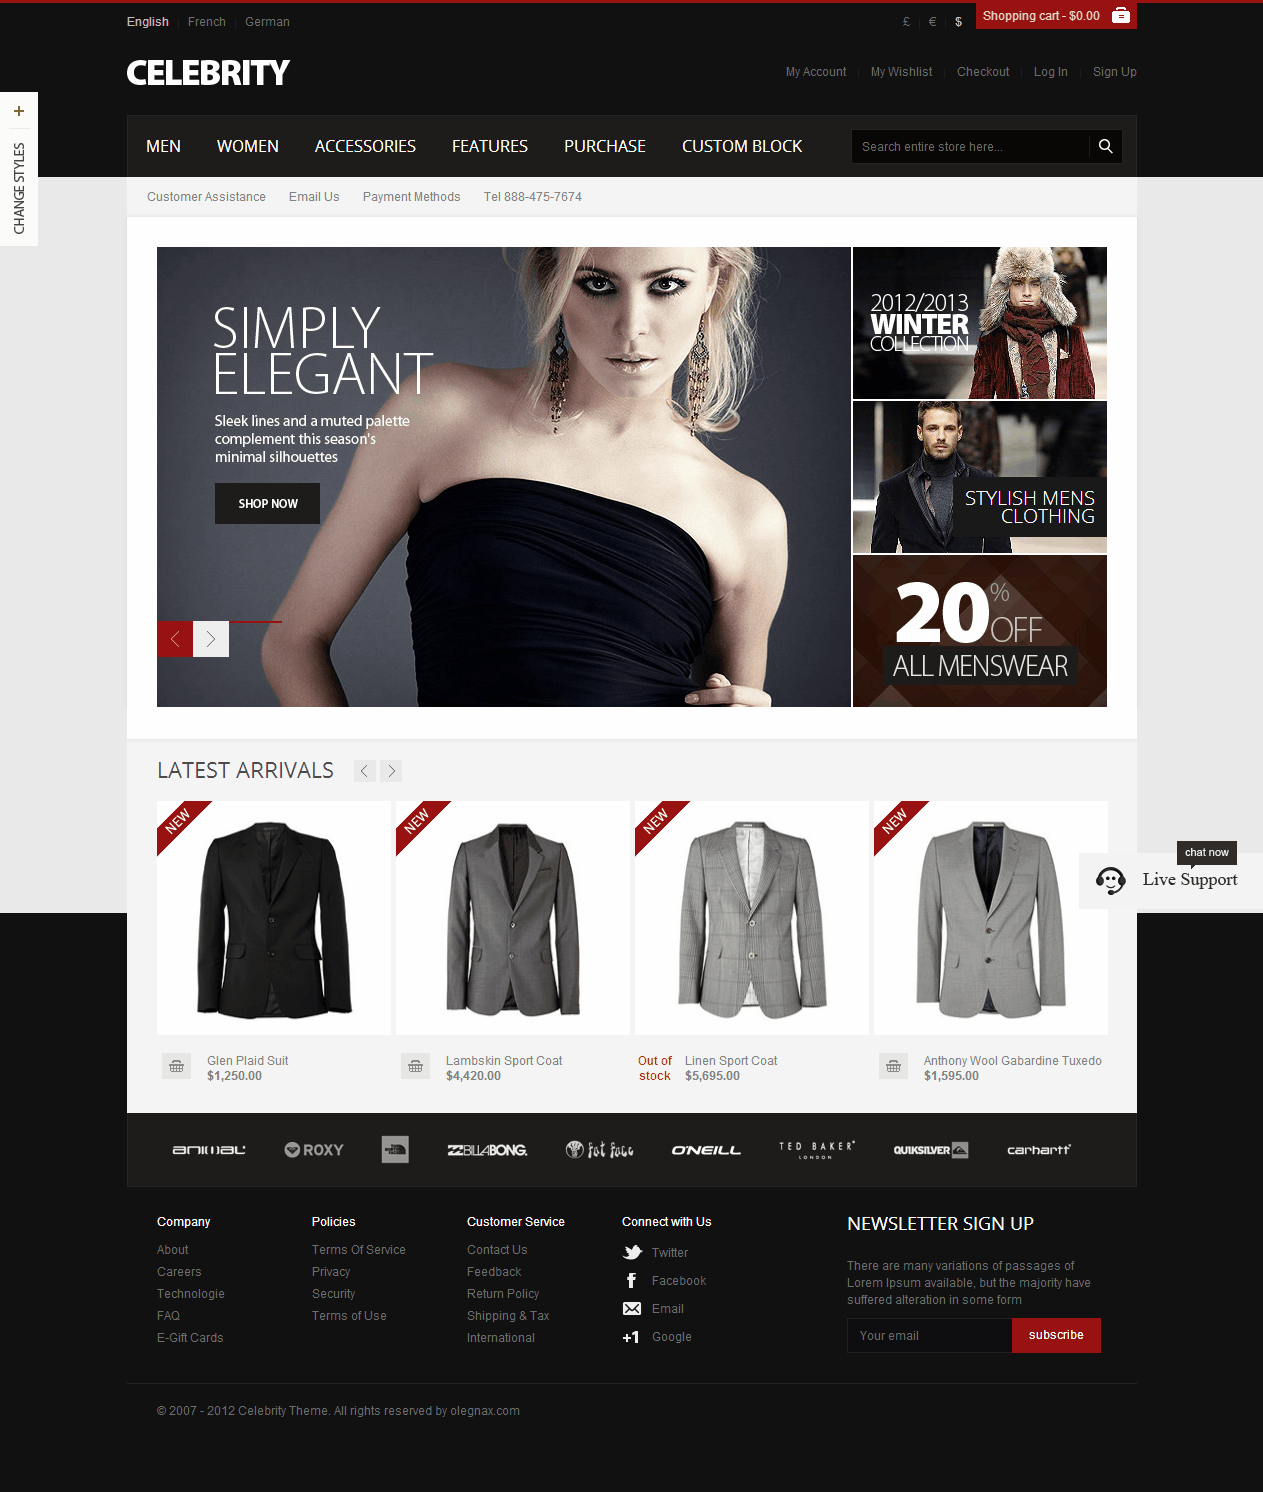 English French German
£ € $ Shopping cart - $0.00
CELEBRITY
My Account My Wishlist Checkout Log In Sign Up
+
CHANGE STYLES
MEN WOMEN ACCESSORIES FEATURES PURCHASE CUSTOM BLOCK Search entire store here...
Customer Assistance Email Us Payment Methods Tel 888-475-7674
SIMPLY
ELEGANT
Sleek lines and a muted palette
complement this season's
minimal silhouettes
SHOP NOW
2012/2013
WINTER
COLLECTION
STYLISH MENS
CLOTHING
20% OFF
ALL MENSWEAR
LATEST ARRIVALS
NEW NEW NEW NEW
chat now
Live Support
Glen Plaid Suit
$1,250.00
Lambskin Sport Coat
$4,420.00
Out of
stock
Linen Sport Coat
$5,695.00
Anthony Wool Gabardine Tuxedo
$1,595.00
animal ROXY BILLABONG. Fat Face O'NEILL TED BAKER LONDON QUIKSILVER carhartt
Company
About
Careers
Technologie
FAQ
E-Gift Cards
Policies
Terms Of Service
Privacy
Security
Terms of Use
Customer Service
Contact Us
Feedback
Return Policy
Shipping & Tax
International
Connect with Us
Twitter
f Facebook
Email
+1 Google
NEWSLETTER SIGN UP
There are many variations of passages of
Lorem Ipsum available, but the majority have
suffered alteration in some form
Your email subscribe
© 2007 - 2012 Celebrity Theme. All rights reserved by olegnax.com